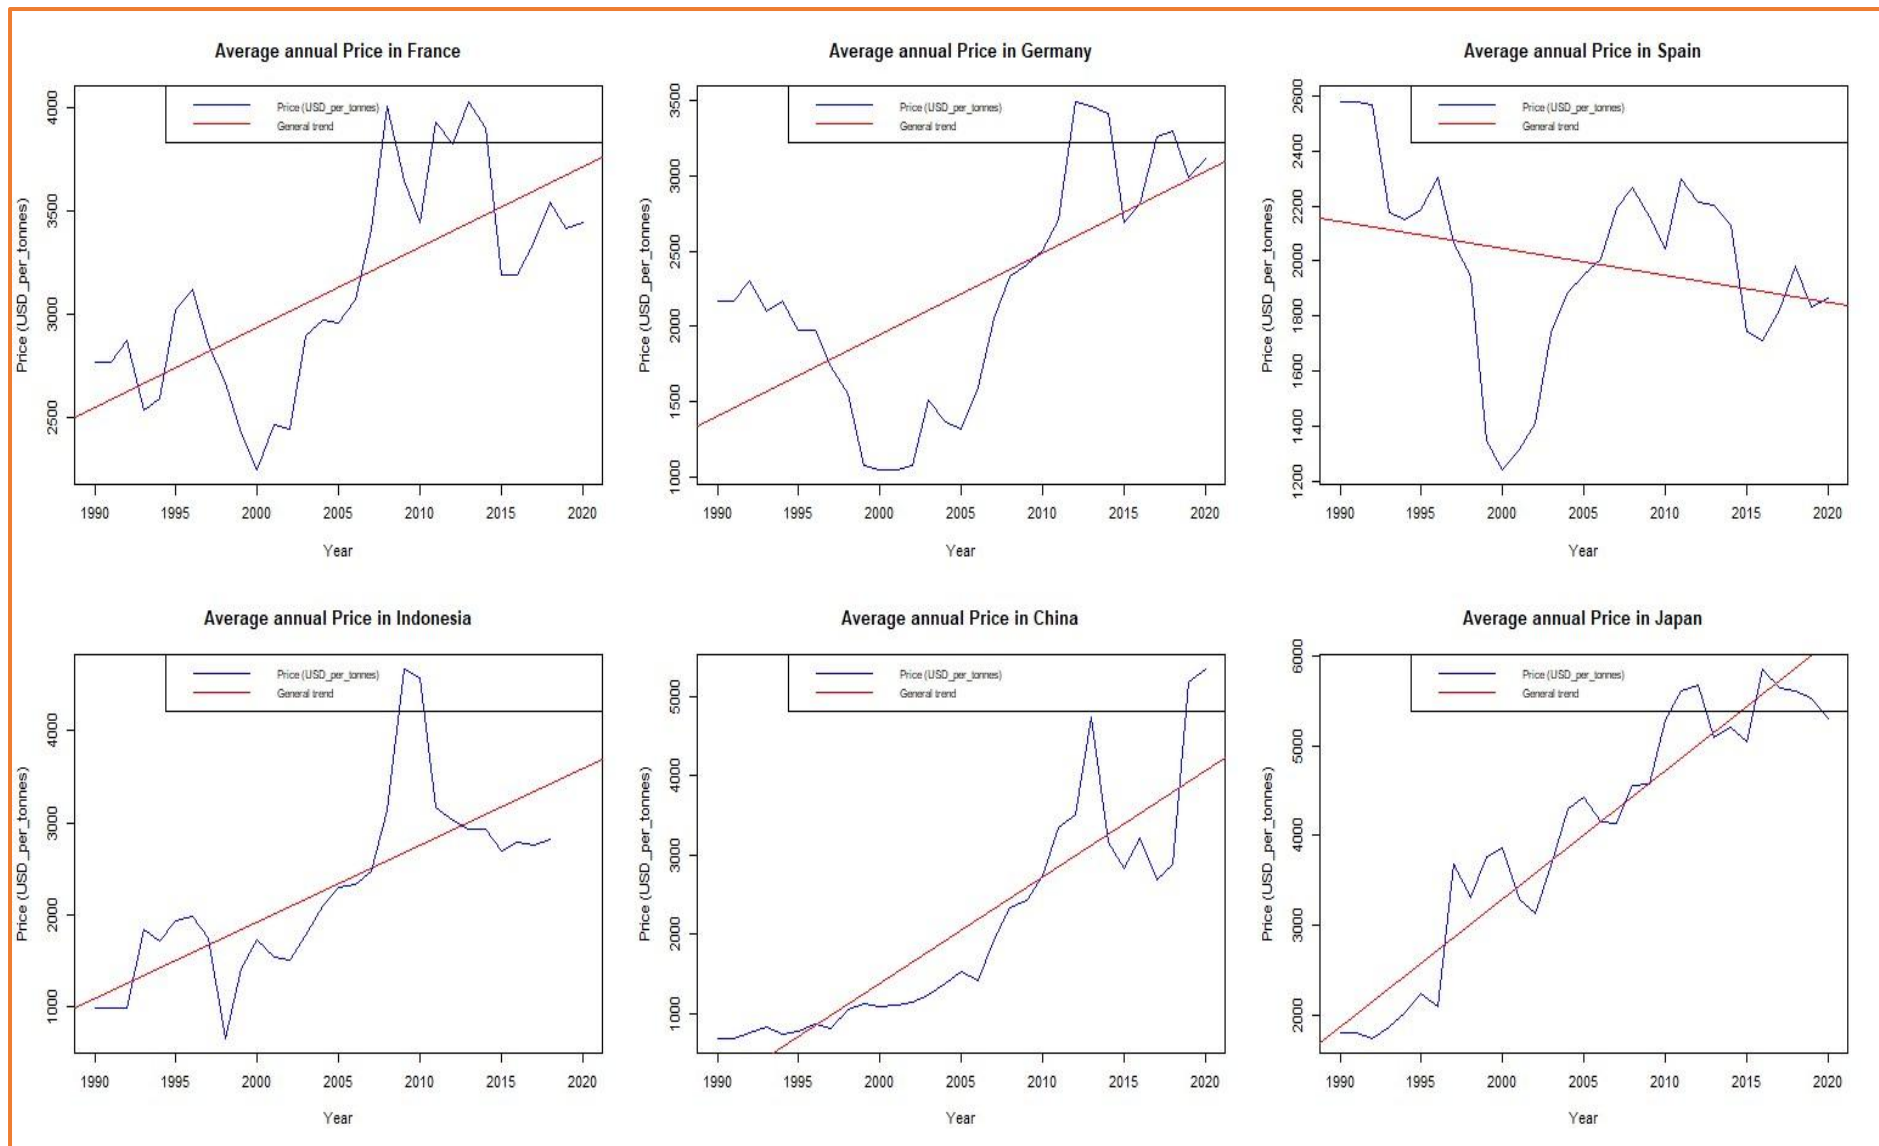 Average annual Price in France
Price (USD_per_tonnes)
General trend
4000
3500
3000
2500
Price (USD_per_tonnes)
1990 1995 2000 2005 2010 2015 2020
Year
Average annual Price in Germany
Price (USD_per_tonnes)
General trend
3500
3000
2500
2000
1500
1000
Price (USD_per_tonnes)
1990 1995 2000 2005 2010 2015 2020
Year
Average annual Price in Spain
Price (USD_per_tonnes)
General trend
2600
2400
2200
2000
1800
1600
1400
1200
Price (USD_per_tonnes)
1990 1995 2000 2005 2010 2015 2020
Year
Average annual Price in Indonesia
Price (USD_per_tonnes)
General trend
4000
3000
2000
1000
Price (USD_per_tonnes)
1990 1995 2000 2005 2010 2015 2020
Year
Average annual Price in China
Price (USD_per_tonnes)
General trend
5000
4000
3000
2000
1000
Price (USD_per_tonnes)
1990 1995 2000 2005 2010 2015 2020
Year
Average annual Price in Japan
Price (USD_per_tonnes)
General trend
6000
5000
4000
3000
2000
Price (USD_per_tonnes)
1990 1995 2000 2005 2010 2015 2020
Year